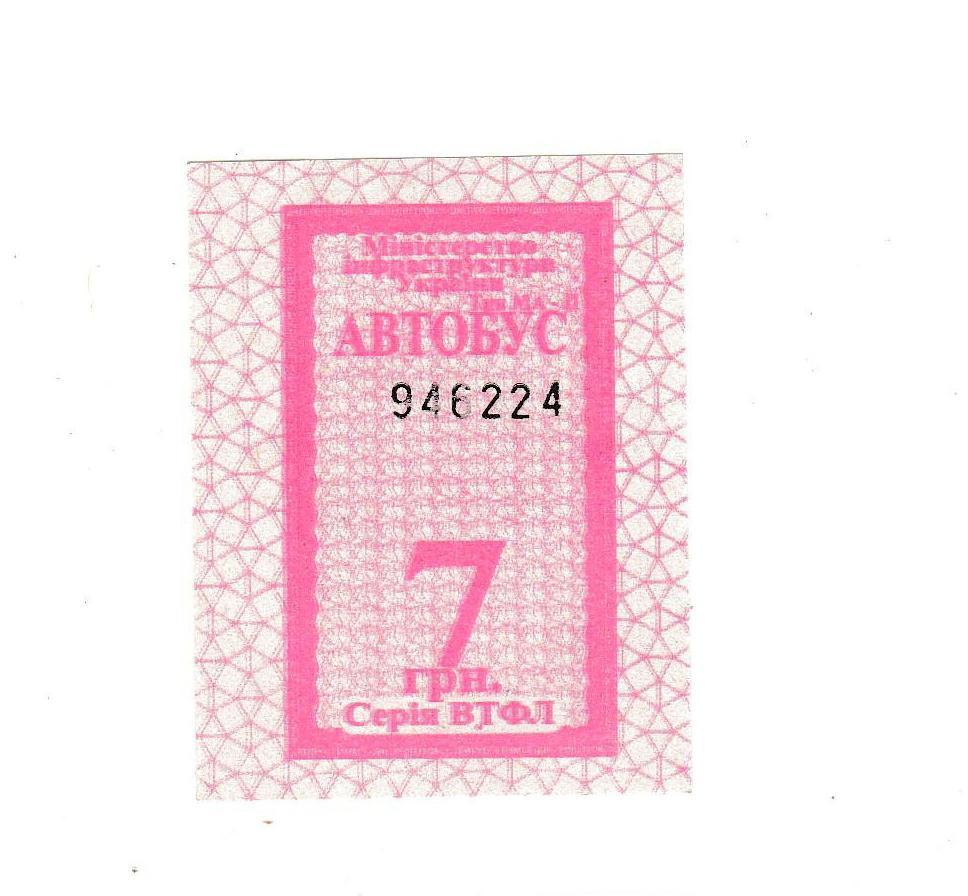 Міністерство
інфраструктури
України
АВТОБУС
946224
7
грн.
Серія ВТФЛ